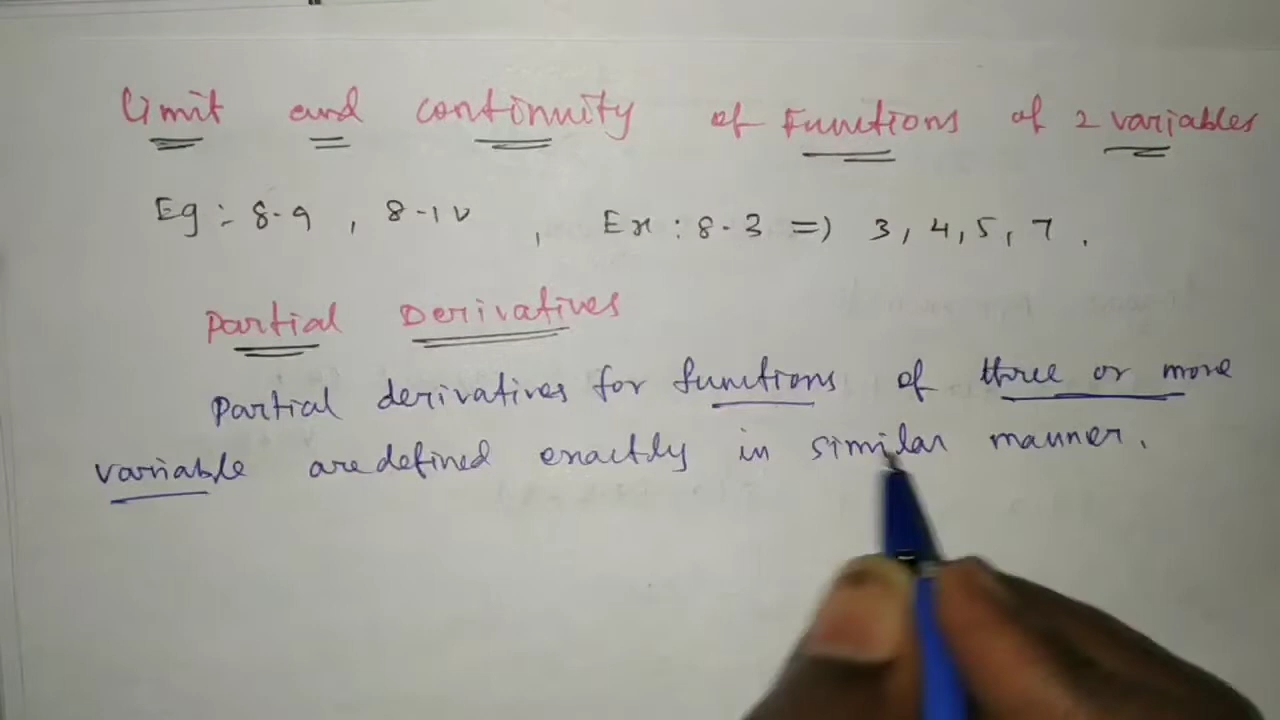 Limit and continuity of Functions of 2 variables
Eg :- 8.9 , 8-10 , Ex : 8.3 => 3, 4, 5, 7 .
Partial Derivatives
Partial derivatives for functions of three or more
variable are defined exactly in similar manner.